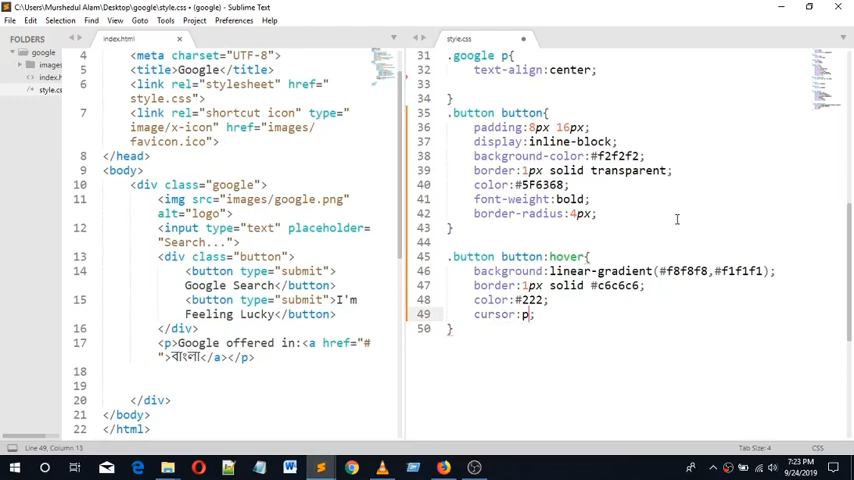 C:\Users\Murshedul Alam\Desktop\google\style.css • (google) - Sublime Text
File Edit Selection Find View Goto Tools Project Preferences Help
FOLDERS
google
images
index.h
style.cs
index.html
4 <meta charset="UTF-8">
5 <title>Google</title>
6 <link rel="stylesheet" href="
style.css">
7 <link rel="shortcut icon" type="
image/x-icon" href="images/
favicon.ico">
8 </head>
9 <body>
10 <div class="google">
11 <img src="images/google.png"
alt="logo">
12 <input type="text" placeholder=
"Search...">
13 <div class="button">
14 <button type="submit">
Google Search</button>
15 <button type="submit">I'm
Feeling Lucky</button>
16 </div>
17 <p>Google offered in:<a href="#
">বাংলা</a></p>
18
19
20 </div>
21 </body>
22 </html>
style.css
31 .google p{
32 text-align:center;
33
34 }
35 .button button{
36 padding:8px 16px;
37 display:inline-block;
38 background-color:#f2f2f2;
39 border:1px solid transparent;
40 color:#5F6368;
41 font-weight:bold;
42 border-radius:4px;
43 }
44
45 .button button:hover{
46 background:linear-gradient(#f8f8f8,#f1f1f1);
47 border:1px solid #c6c6c6;
48 color:#222;
49 cursor:p;
50 }
Line 49, Column 13
Tab Size: 4
CSS
7:23 PM
9/24/2019